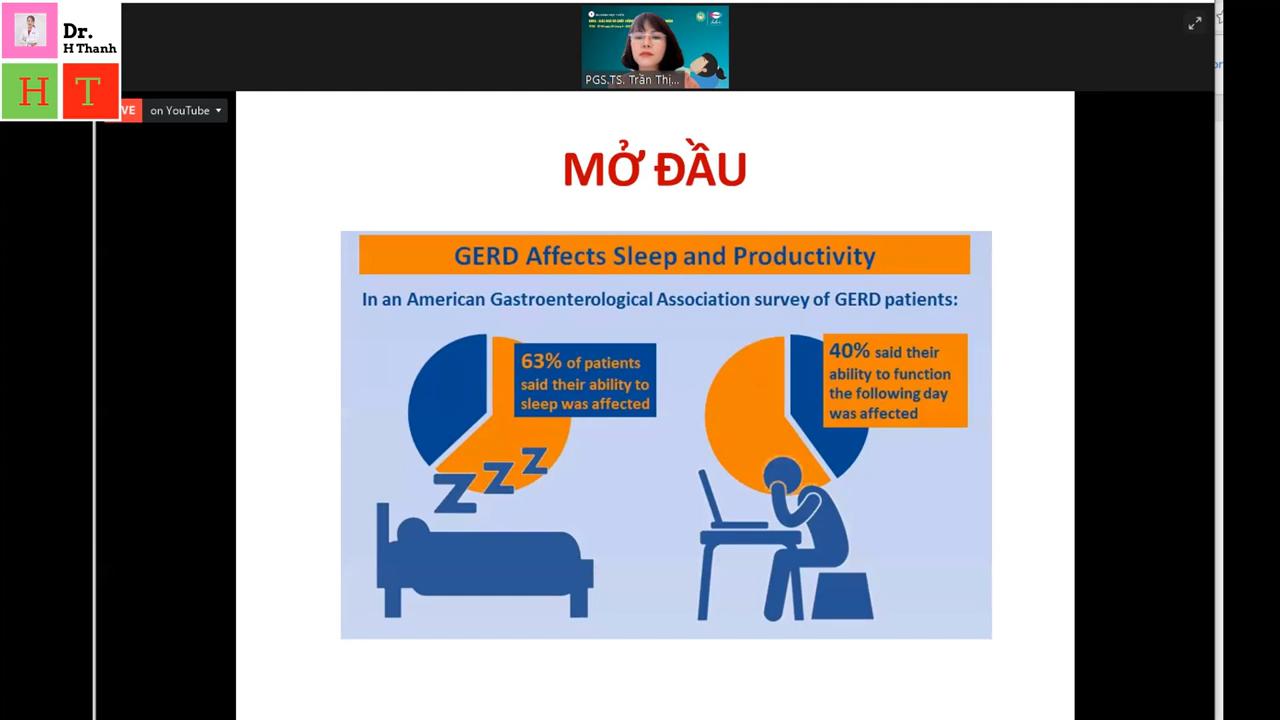 Dr.
H Thanh
H T
PGS.TS. Trần Thị...
VE on YouTube
MỞ ĐẦU
GERD Affects Sleep and Productivity
In an American Gastroenterological Association survey of GERD patients:
63% of patients
said their ability to
sleep was affected
40% said their
ability to function
the following day
was affected
Z Z Z